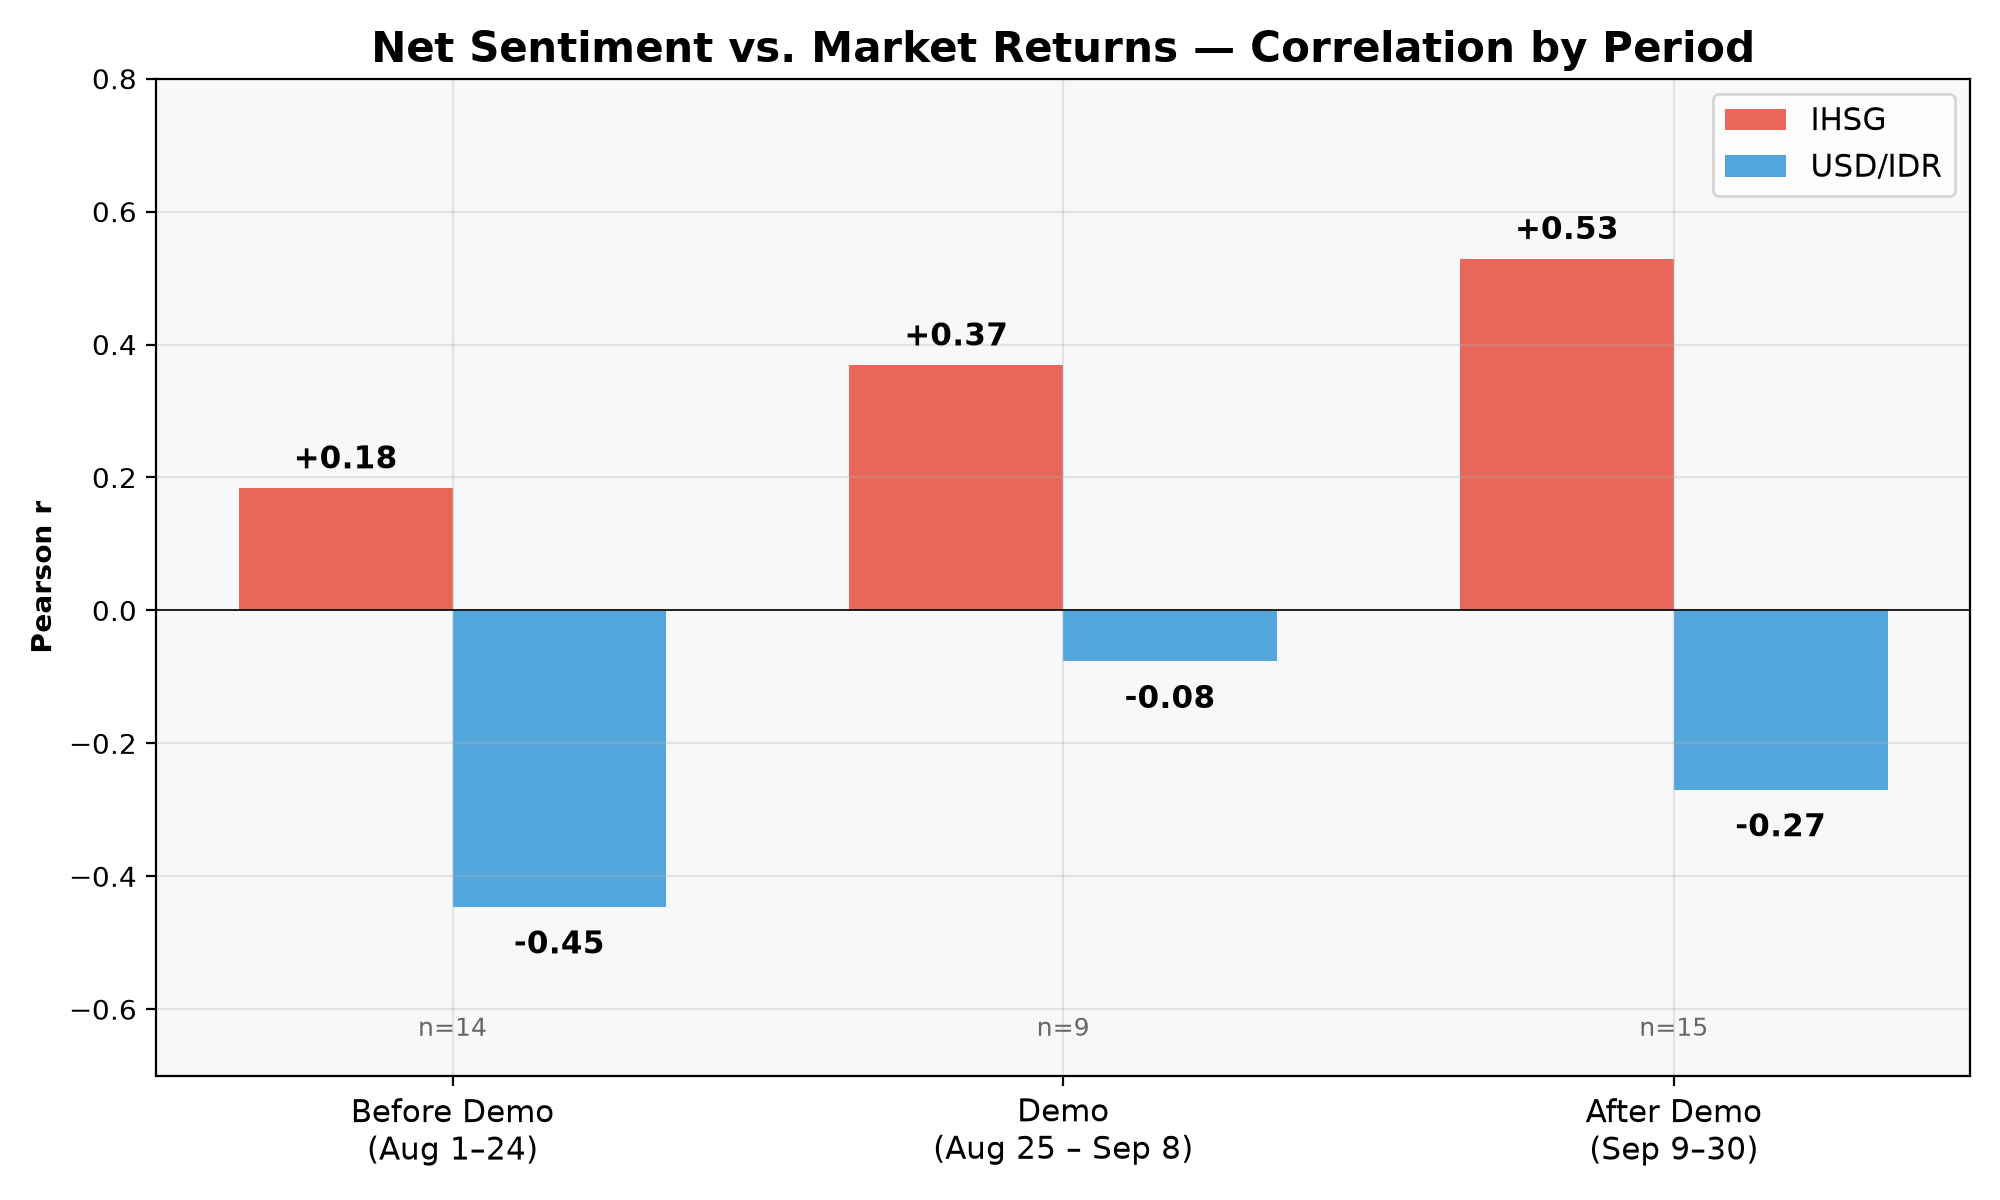 Net Sentiment vs. Market Returns — Correlation by Period
Pearson r
0.8
0.6
0.4
0.2
0.0
−0.2
−0.4
−0.6
IHSG
USD/IDR
+0.18
-0.45
+0.37
-0.08
+0.53
-0.27
n=14
n=9
n=15
Before Demo
(Aug 1–24)
Demo
(Aug 25 – Sep 8)
After Demo
(Sep 9–30)